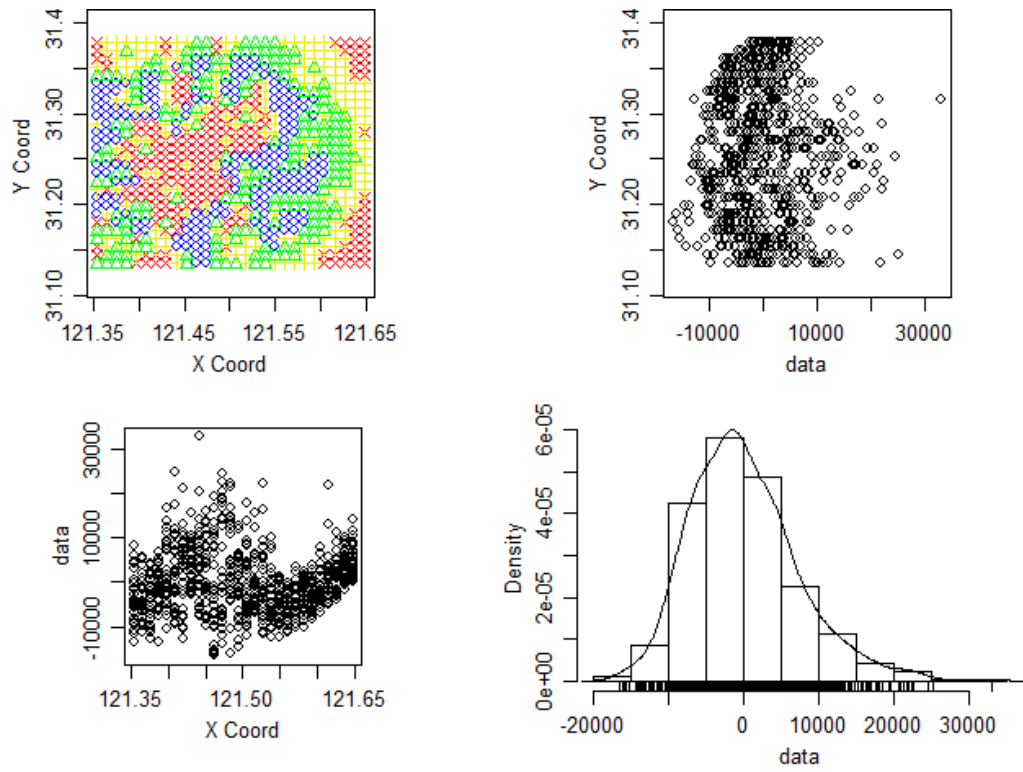 31.4
31.30
31.20
31.10
Y Coord
121.35 121.45 121.55 121.65
X Coord
31.4
31.30
31.20
31.10
Y Coord
-10000 10000 30000
data
30000
10000
-10000
data
121.35 121.50 121.65
X Coord
6e-05
4e-05
2e-05
0e+00
Density
-20000 0 10000 30000
data